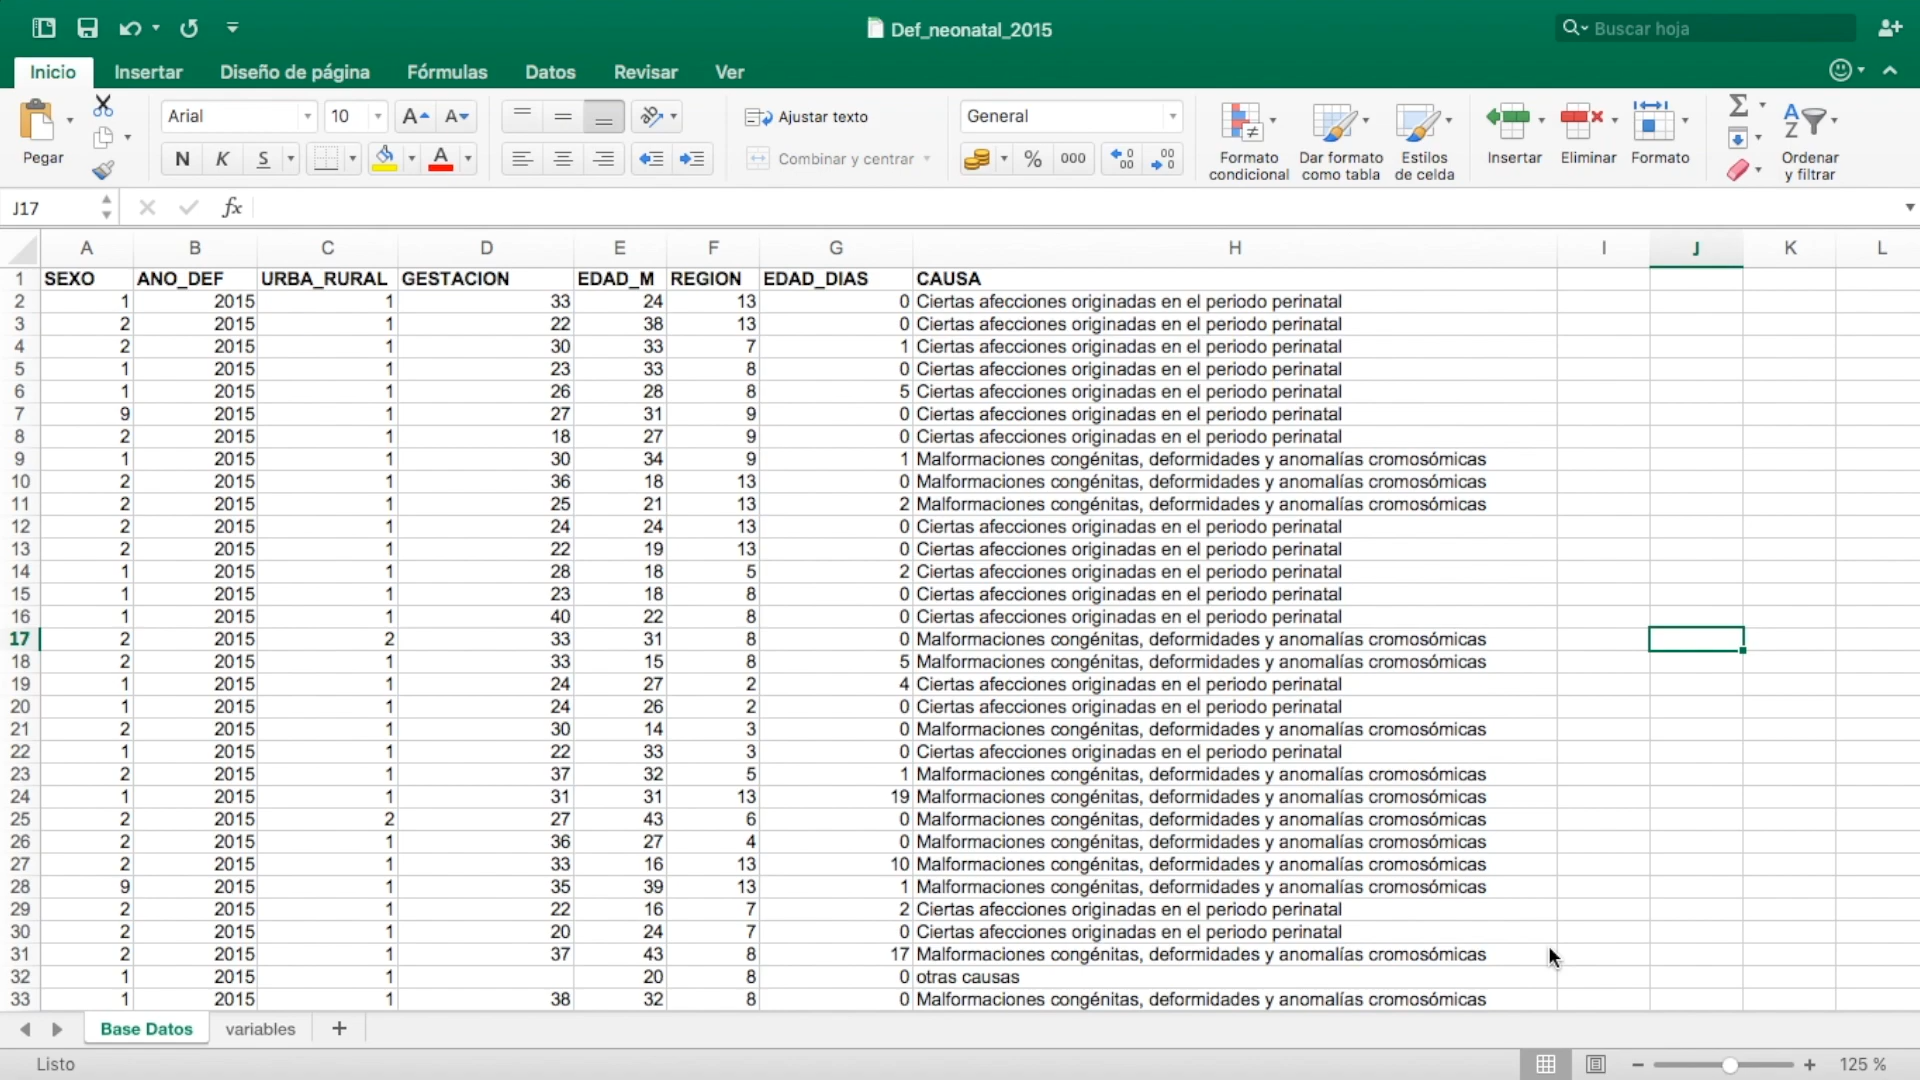 Def_neonatal_2015
Buscar hoja
Inicio Insertar Diseño de página Fórmulas Datos Revisar Ver
Pegar
Arial 10
N K S
Ajustar texto
Combinar y centrar
General
% 000
Formato condicional
Dar formato como tabla
Estilos de celda
Insertar Eliminar Formato
Ordenar y filtrar
J17 fx
A B C D E F G H I J K L
1 SEXO ANO_DEF URBA_RURAL GESTACION EDAD_M REGION EDAD_DIAS CAUSA
2 1 2015 1 33 24 13 0 Ciertas afecciones originadas en el periodo perinatal
3 2 2015 1 22 38 13 0 Ciertas afecciones originadas en el periodo perinatal
4 2 2015 1 30 33 7 1 Ciertas afecciones originadas en el periodo perinatal
5 1 2015 1 23 33 8 0 Ciertas afecciones originadas en el periodo perinatal
6 1 2015 1 26 28 8 5 Ciertas afecciones originadas en el periodo perinatal
7 9 2015 1 27 31 9 0 Ciertas afecciones originadas en el periodo perinatal
8 2 2015 1 18 27 9 0 Ciertas afecciones originadas en el periodo perinatal
9 1 2015 1 30 34 9 1 Malformaciones congénitas, deformidades y anomalías cromosómicas
10 2 2015 1 36 18 13 0 Malformaciones congénitas, deformidades y anomalías cromosómicas
11 2 2015 1 25 21 13 2 Malformaciones congénitas, deformidades y anomalías cromosómicas
12 2 2015 1 24 24 13 0 Ciertas afecciones originadas en el periodo perinatal
13 2 2015 1 22 19 13 0 Ciertas afecciones originadas en el periodo perinatal
14 1 2015 1 28 18 5 2 Ciertas afecciones originadas en el periodo perinatal
15 1 2015 1 23 18 8 0 Ciertas afecciones originadas en el periodo perinatal
16 1 2015 1 40 22 8 0 Ciertas afecciones originadas en el periodo perinatal
17 2 2015 2 33 31 8 0 Malformaciones congénitas, deformidades y anomalías cromosómicas
18 2 2015 1 33 15 8 5 Malformaciones congénitas, deformidades y anomalías cromosómicas
19 1 2015 1 24 27 2 4 Ciertas afecciones originadas en el periodo perinatal
20 1 2015 1 24 26 2 0 Ciertas afecciones originadas en el periodo perinatal
21 2 2015 1 30 14 3 0 Malformaciones congénitas, deformidades y anomalías cromosómicas
22 1 2015 1 22 33 3 0 Ciertas afecciones originadas en el periodo perinatal
23 2 2015 1 37 32 5 1 Malformaciones congénitas, deformidades y anomalías cromosómicas
24 1 2015 1 31 31 13 19 Malformaciones congénitas, deformidades y anomalías cromosómicas
25 2 2015 2 27 43 6 0 Malformaciones congénitas, deformidades y anomalías cromosómicas
26 2 2015 1 36 27 4 0 Malformaciones congénitas, deformidades y anomalías cromosómicas
27 2 2015 1 33 16 13 10 Malformaciones congénitas, deformidades y anomalías cromosómicas
28 9 2015 1 35 39 13 1 Malformaciones congénitas, deformidades y anomalías cromosómicas
29 2 2015 1 22 16 7 2 Ciertas afecciones originadas en el periodo perinatal
30 2 2015 1 20 24 7 0 Ciertas afecciones originadas en el periodo perinatal
31 2 2015 1 37 43 8 17 Malformaciones congénitas, deformidades y anomalías cromosómicas
32 1 2015 1 20 8 0 otras causas
33 1 2015 1 38 32 8 0 Malformaciones congénitas, deformidades y anomalías cromosómicas
Base Datos variables +
Listo
125 %